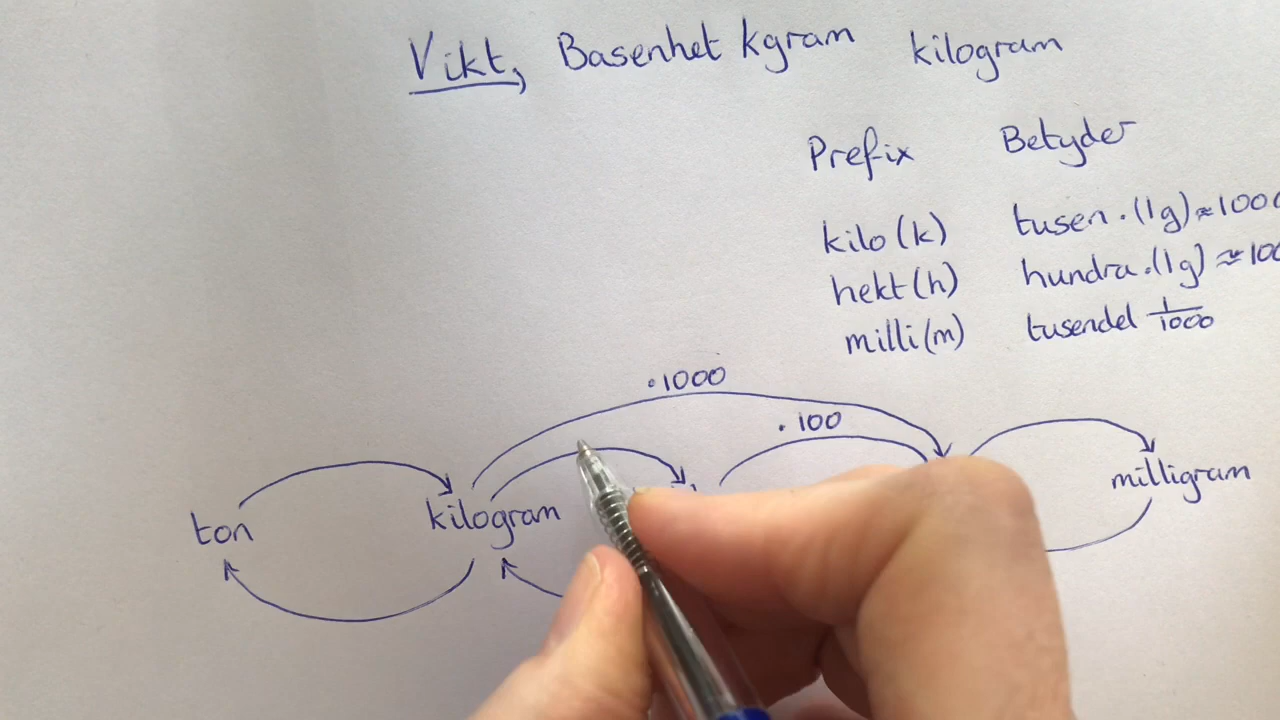 Vikt, Basenhet kgram kilogram
Prefix Betyder
kilo (k) tusen · (1g) ≈ 1000
hekt (h) hundra · (1g) ≈ 100
milli (m) tusendel 1/1000
· 1000
· 100
ton kilogram milligram